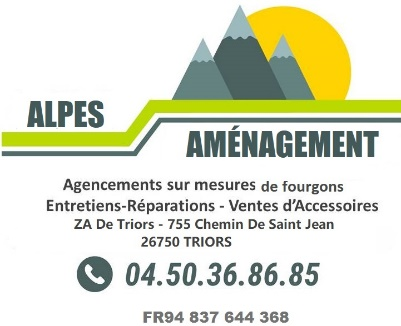 ALPES
AMÉNAGEMENT
Agencements sur mesures de fourgons
Entretiens-Réparations - Ventes d'Accessoires
ZA De Triors - 755 Chemin De Saint Jean
26750 TRIORS
04.50.36.86.85
FR94 837 644 368